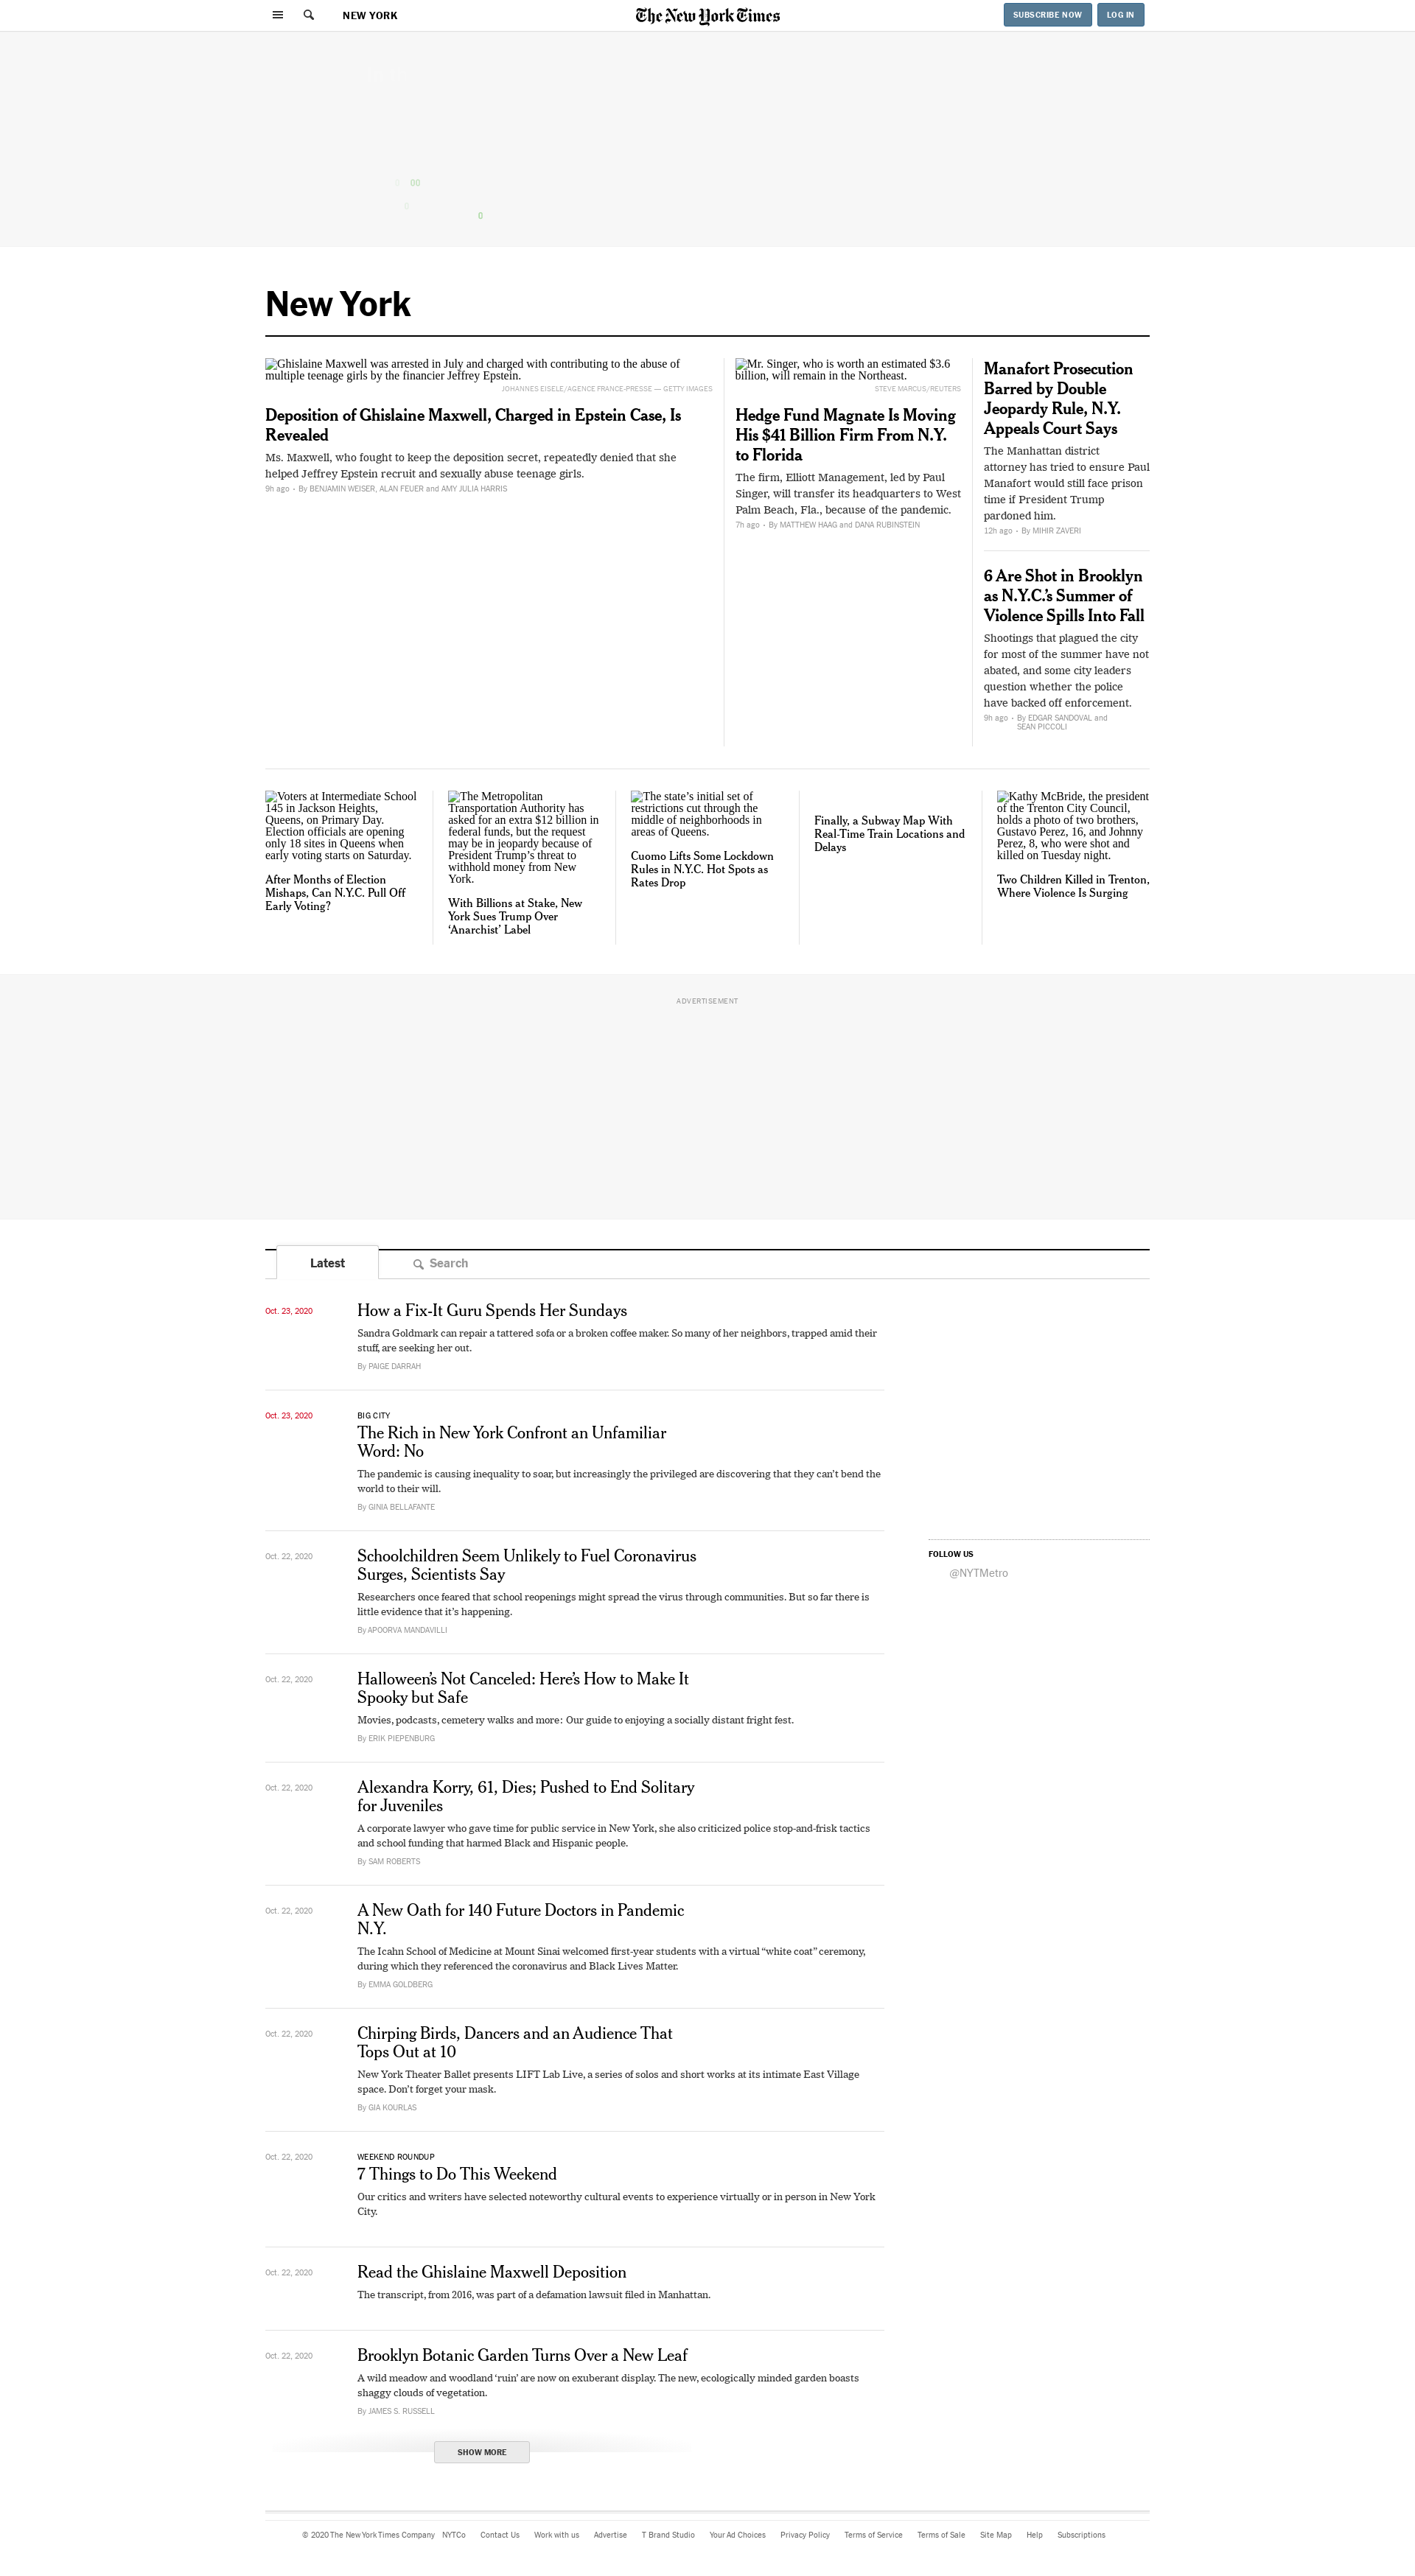 NEW YORK
The New York Times
SUBSCRIBE NOW
LOG IN
00
0
0
New York
Ghislaine Maxwell was arrested in July and charged with contributing to the abuse of
multiple teenage girls by the financier Jeffrey Epstein.
JOHANNES EISELE/AGENCE FRANCE-PRESSE — GETTY IMAGES
Deposition of Ghislaine Maxwell, Charged in Epstein Case, Is
Revealed
Ms. Maxwell, who fought to keep the deposition secret, repeatedly denied that she
helped Jeffrey Epstein recruit and sexually abuse teenage girls.
9h ago • By BENJAMIN WEISER, ALAN FEUER and AMY JULIA HARRIS
Mr. Singer, who is worth an estimated $3.6
billion, will remain in the Northeast.
STEVE MARCUS/REUTERS
Hedge Fund Magnate Is Moving
His $41 Billion Firm From N.Y.
to Florida
The firm, Elliott Management, led by Paul
Singer, will transfer its headquarters to West
Palm Beach, Fla., because of the pandemic.
7h ago • By MATTHEW HAAG and DANA RUBINSTEIN
Manafort Prosecution
Barred by Double
Jeopardy Rule, N.Y.
Appeals Court Says
The Manhattan district
attorney has tried to ensure Paul
Manafort would still face prison
time if President Trump
pardoned him.
12h ago • By MIHIR ZAVERI
6 Are Shot in Brooklyn
as N.Y.C.’s Summer of
Violence Spills Into Fall
Shootings that plagued the city
for most of the summer have not
abated, and some city leaders
question whether the police
have backed off enforcement.
9h ago • By EDGAR SANDOVAL and
SEAN PICCOLI
Voters at Intermediate School
145 in Jackson Heights,
Queens, on Primary Day.
Election officials are opening
only 18 sites in Queens when
early voting starts on Saturday.
After Months of Election
Mishaps, Can N.Y.C. Pull Off
Early Voting?
The Metropolitan
Transportation Authority has
asked for an extra $12 billion in
federal funds, but the request
may be in jeopardy because of
President Trump’s threat to
withhold money from New
York.
With Billions at Stake, New
York Sues Trump Over
‘Anarchist’ Label
The state’s initial set of
restrictions cut through the
middle of neighborhoods in
areas of Queens.
Cuomo Lifts Some Lockdown
Rules in N.Y.C. Hot Spots as
Rates Drop
Finally, a Subway Map With
Real-Time Train Locations and
Delays
Kathy McBride, the president
of the Trenton City Council,
holds a photo of two brothers,
Gustavo Perez, 16, and Johnny
Perez, 8, who were shot and
killed on Tuesday night.
Two Children Killed in Trenton,
Where Violence Is Surging
ADVERTISEMENT
Latest
Search
Oct. 23, 2020
How a Fix-It Guru Spends Her Sundays
Sandra Goldmark can repair a tattered sofa or a broken coffee maker. So many of her neighbors, trapped amid their
stuff, are seeking her out.
By PAIGE DARRAH
Oct. 23, 2020
BIG CITY
The Rich in New York Confront an Unfamiliar
Word: No
The pandemic is causing inequality to soar, but increasingly the privileged are discovering that they can’t bend the
world to their will.
By GINIA BELLAFANTE
Oct. 22, 2020
Schoolchildren Seem Unlikely to Fuel Coronavirus
Surges, Scientists Say
Researchers once feared that school reopenings might spread the virus through communities. But so far there is
little evidence that it’s happening.
By APOORVA MANDAVILLI
FOLLOW US
@NYTMetro
Oct. 22, 2020
Halloween’s Not Canceled: Here’s How to Make It
Spooky but Safe
Movies, podcasts, cemetery walks and more: Our guide to enjoying a socially distant fright fest.
By ERIK PIEPENBURG
Oct. 22, 2020
Alexandra Korry, 61, Dies; Pushed to End Solitary
for Juveniles
A corporate lawyer who gave time for public service in New York, she also criticized police stop-and-frisk tactics
and school funding that harmed Black and Hispanic people.
By SAM ROBERTS
Oct. 22, 2020
A New Oath for 140 Future Doctors in Pandemic
N.Y.
The Icahn School of Medicine at Mount Sinai welcomed first-year students with a virtual “white coat” ceremony,
during which they referenced the coronavirus and Black Lives Matter.
By EMMA GOLDBERG
Oct. 22, 2020
Chirping Birds, Dancers and an Audience That
Tops Out at 10
New York Theater Ballet presents LIFT Lab Live, a series of solos and short works at its intimate East Village
space. Don’t forget your mask.
By GIA KOURLAS
Oct. 22, 2020
WEEKEND ROUNDUP
7 Things to Do This Weekend
Our critics and writers have selected noteworthy cultural events to experience virtually or in person in New York
City.
Oct. 22, 2020
Read the Ghislaine Maxwell Deposition
The transcript, from 2016, was part of a defamation lawsuit filed in Manhattan.
Oct. 22, 2020
Brooklyn Botanic Garden Turns Over a New Leaf
A wild meadow and woodland ‘ruin’ are now on exuberant display. The new, ecologically minded garden boasts
shaggy clouds of vegetation.
By JAMES S. RUSSELL
SHOW MORE
© 2020 The New York Times Company NYTCo Contact Us Work with us Advertise T Brand Studio Your Ad Choices Privacy Policy Terms of Service Terms of Sale Site Map Help Subscriptions